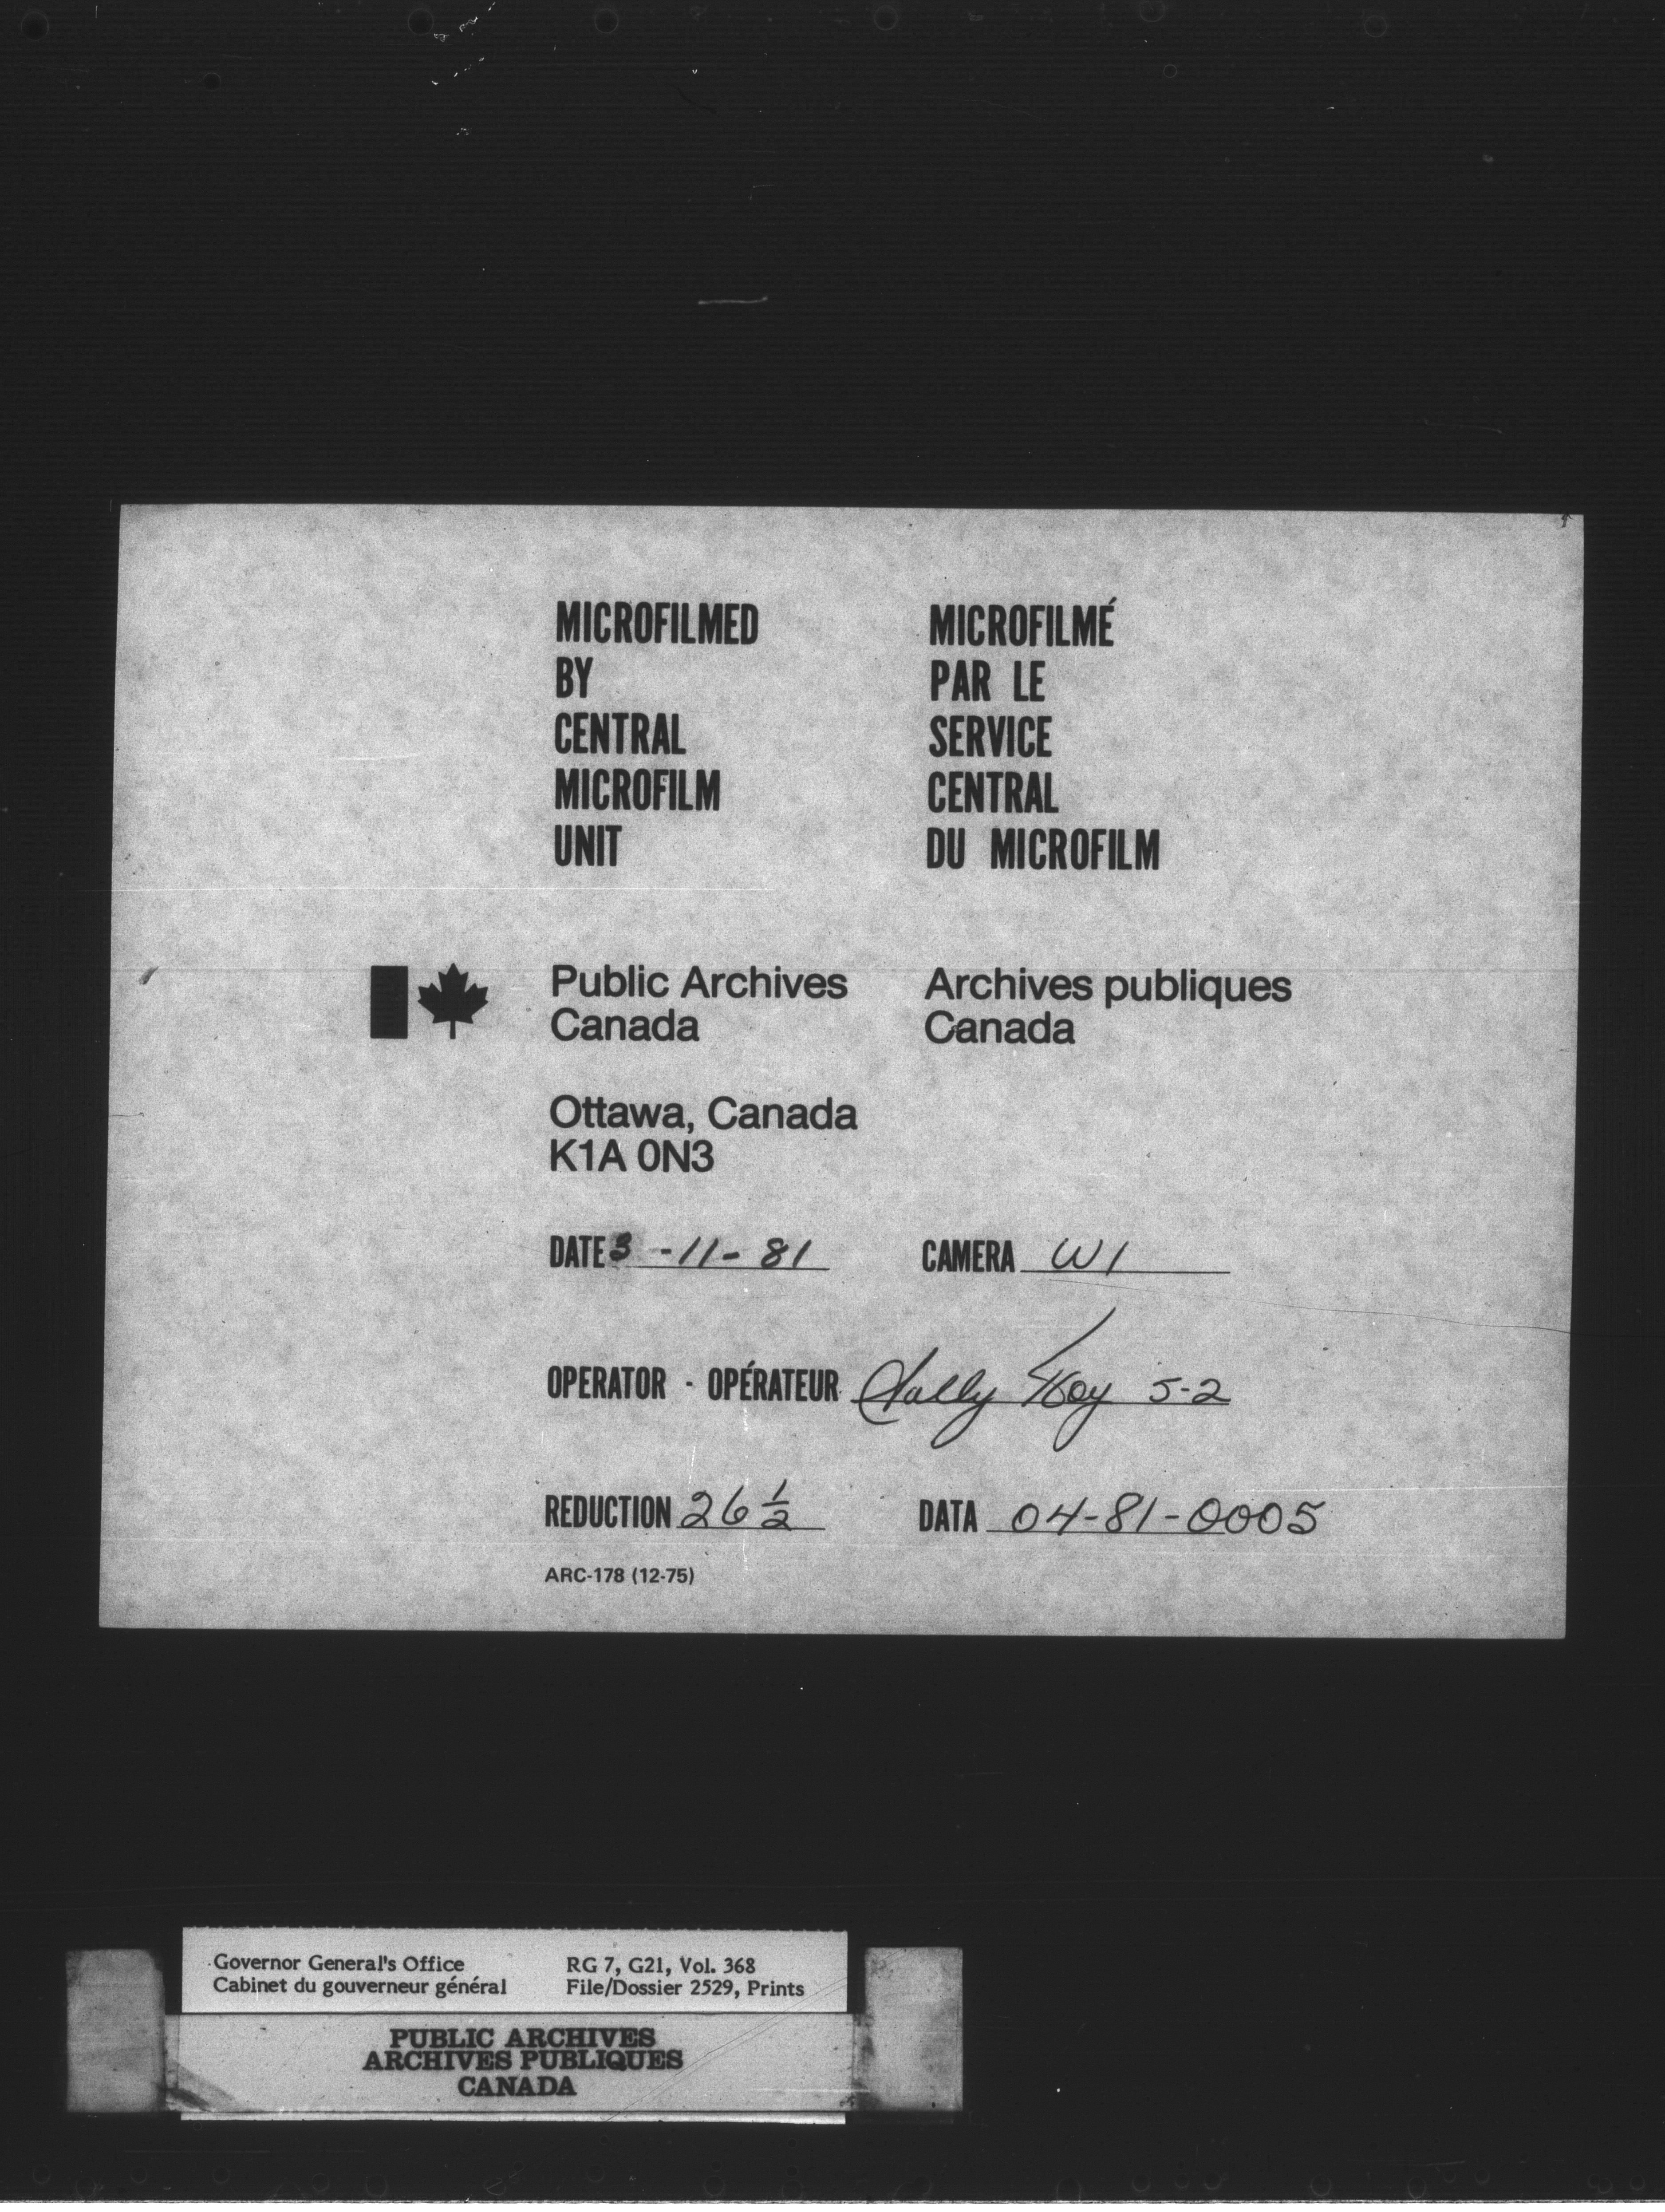 MICROFILMED
BY
CENTRAL
MICROFILM
UNIT
MICROFILMÉ
PAR LE
SERVICE
CENTRAL
DU MICROFILM
Public Archives
Canada
Archives publiques
Canada
Ottawa, Canada
K1A 0N3
DATE 3 -11- 81
CAMERA W1
OPERATOR - OPÉRATEUR 5-2
REDUCTION 26 1/2
DATA 04-81-0005
ARC-178 (12-75)
Governor General's Office
Cabinet du gouverneur général
RG 7, G21, Vol. 368
File/Dossier 2529, Prints
PUBLIC ARCHIVES
ARCHIVES PUBLIQUES
CANADA